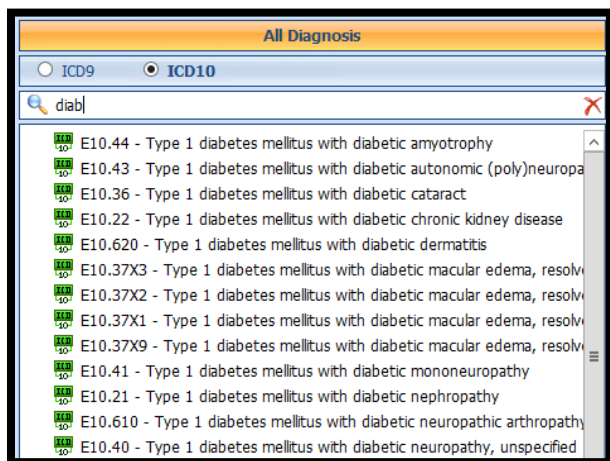 All Diagnosis
ICD9 ICD10
diab
E10.44 - Type 1 diabetes mellitus with diabetic amyotrophy
E10.43 - Type 1 diabetes mellitus with diabetic autonomic (poly)neuropa
E10.36 - Type 1 diabetes mellitus with diabetic cataract
E10.22 - Type 1 diabetes mellitus with diabetic chronic kidney disease
E10.620 - Type 1 diabetes mellitus with diabetic dermatitis
E10.37X3 - Type 1 diabetes mellitus with diabetic macular edema, resolve
E10.37X2 - Type 1 diabetes mellitus with diabetic macular edema, resolve
E10.37X1 - Type 1 diabetes mellitus with diabetic macular edema, resolve
E10.37X9 - Type 1 diabetes mellitus with diabetic macular edema, resolve
E10.41 - Type 1 diabetes mellitus with diabetic mononeuropathy
E10.21 - Type 1 diabetes mellitus with diabetic nephropathy
E10.610 - Type 1 diabetes mellitus with diabetic neuropathic arthropathy
E10.40 - Type 1 diabetes mellitus with diabetic neuropathy, unspecified